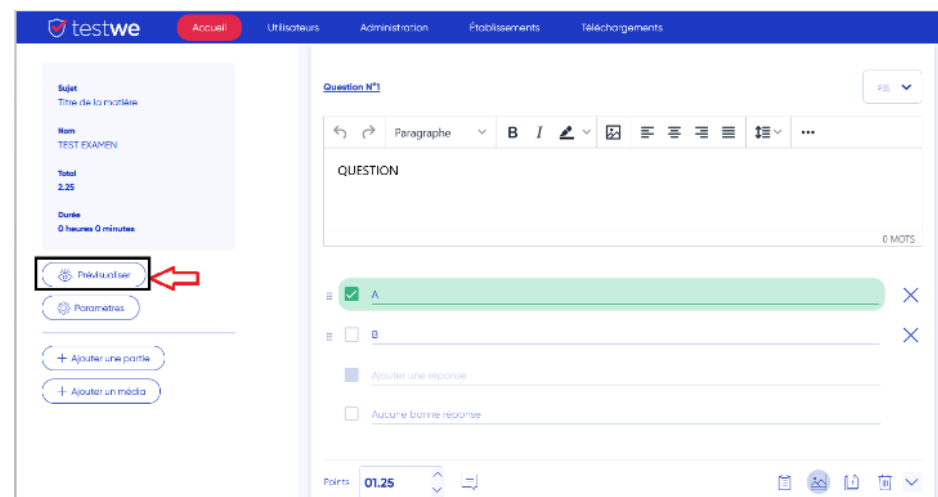 testwe
Accueil
Utilisateurs
Administration
Établissements
Téléchargements
Sujet
Titre de la matière
Nom
TEST EXAMEN
Total
2.25
Durée
0 heures 0 minutes
Prévisualiser
Paramètres
+ Ajouter une partie
+ Ajouter un média
Question N°1
Paragraphe
B I
QUESTION
0 MOTS
A
B
Ajouter une réponse
Aucune bonne réponse
Points 01.25